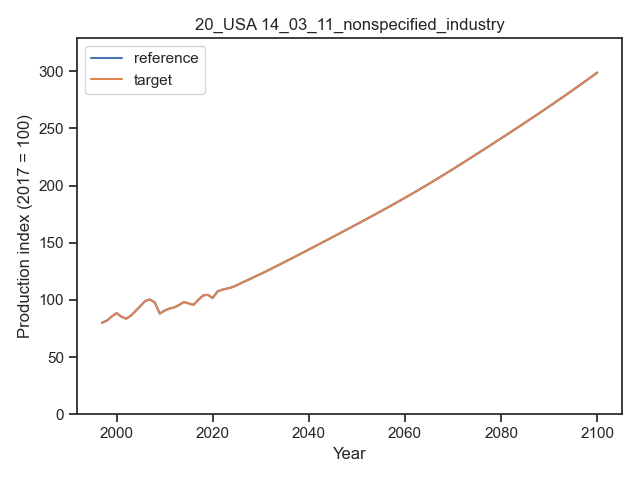 20_USA 14_03_11_nonspecified_industry
reference
target
Production index (2017 = 100)
300
250
200
150
100
50
0
2000 2020 2040 2060 2080 2100
Year